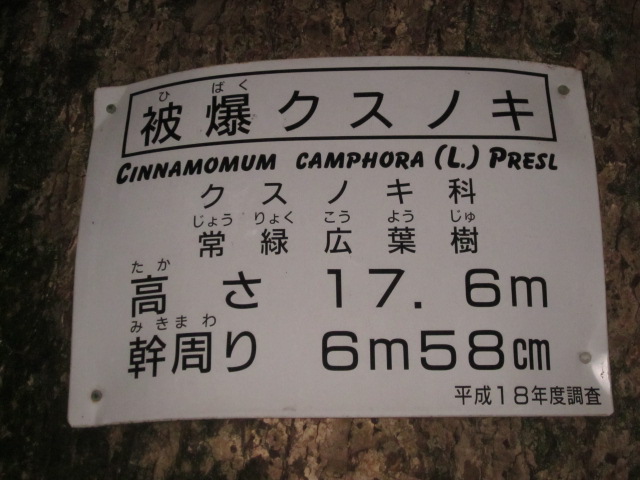 ひ ばく
被爆クスノキ
CINNAMOMUM CAMPHORA (L.) PRESL
クスノキ科
じょう りょく こう よう じゅ
常緑広葉樹
たか
高さ 17.6m
みきまわ
幹周り 6m58cm
平成18年度調査